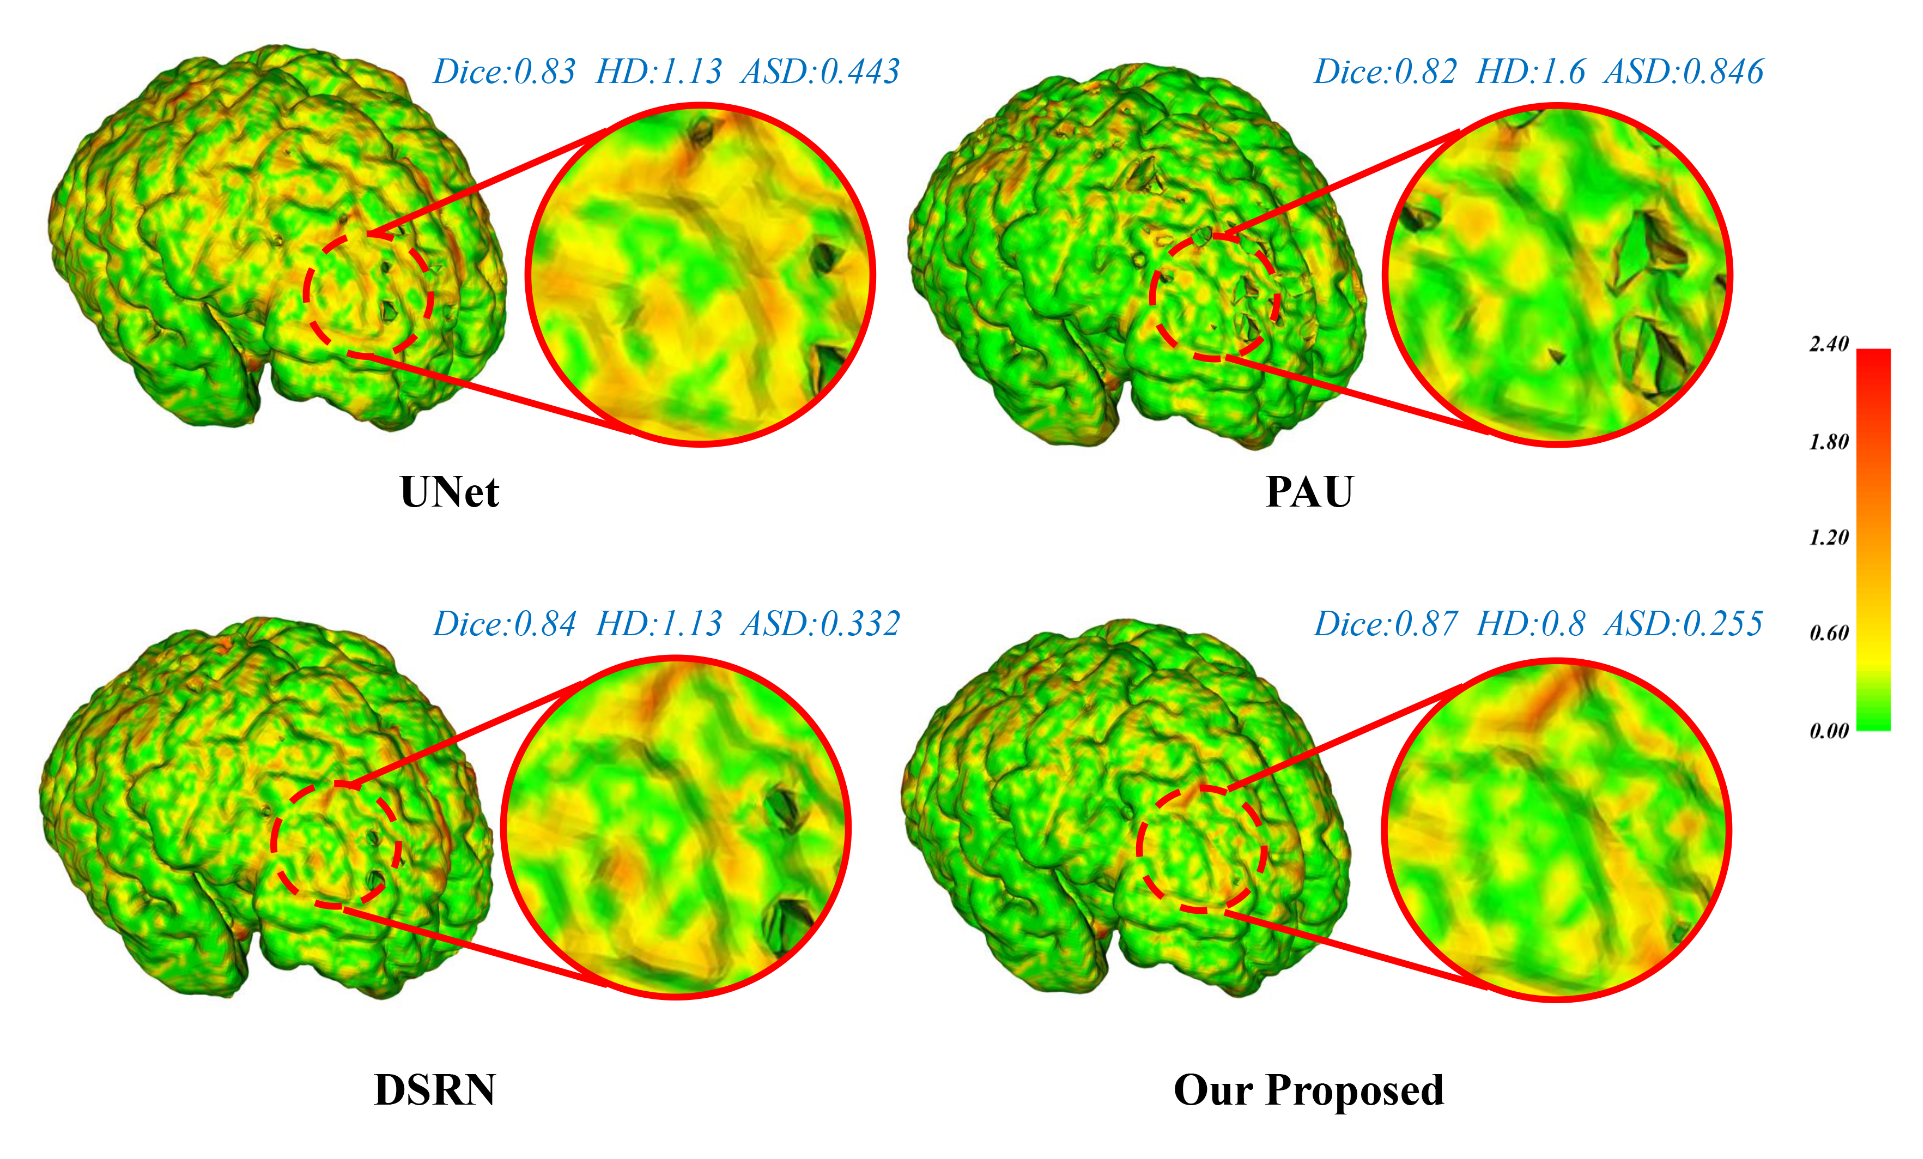 Dice:0.83 HD:1.13 ASD:0.443
Dice:0.82 HD:1.6 ASD:0.846
UNet
PAU
2.40
1.80
1.20
0.60
0.00
Dice:0.84 HD:1.13 ASD:0.332
Dice:0.87 HD:0.8 ASD:0.255
DSRN
Our Proposed